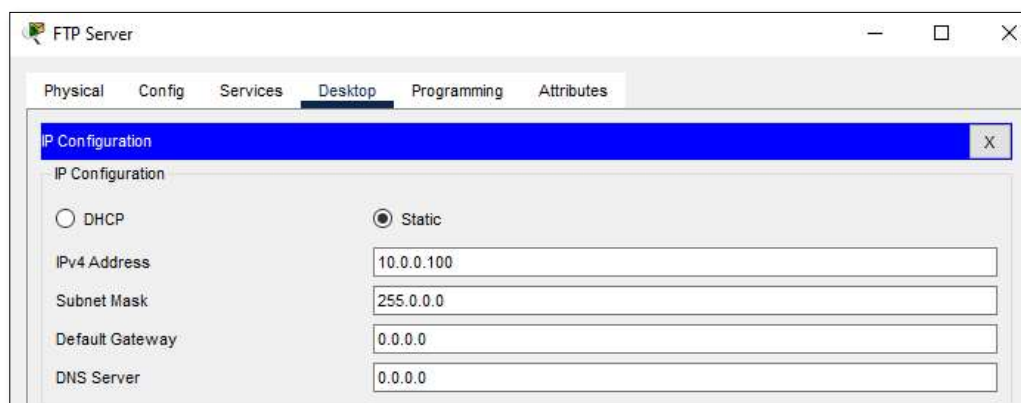 FTP Server
Physical Config Services Desktop Programming Attributes
IP Configuration X
IP Configuration
DHCP Static
IPv4 Address 10.0.0.100
Subnet Mask 255.0.0.0
Default Gateway 0.0.0.0
DNS Server 0.0.0.0